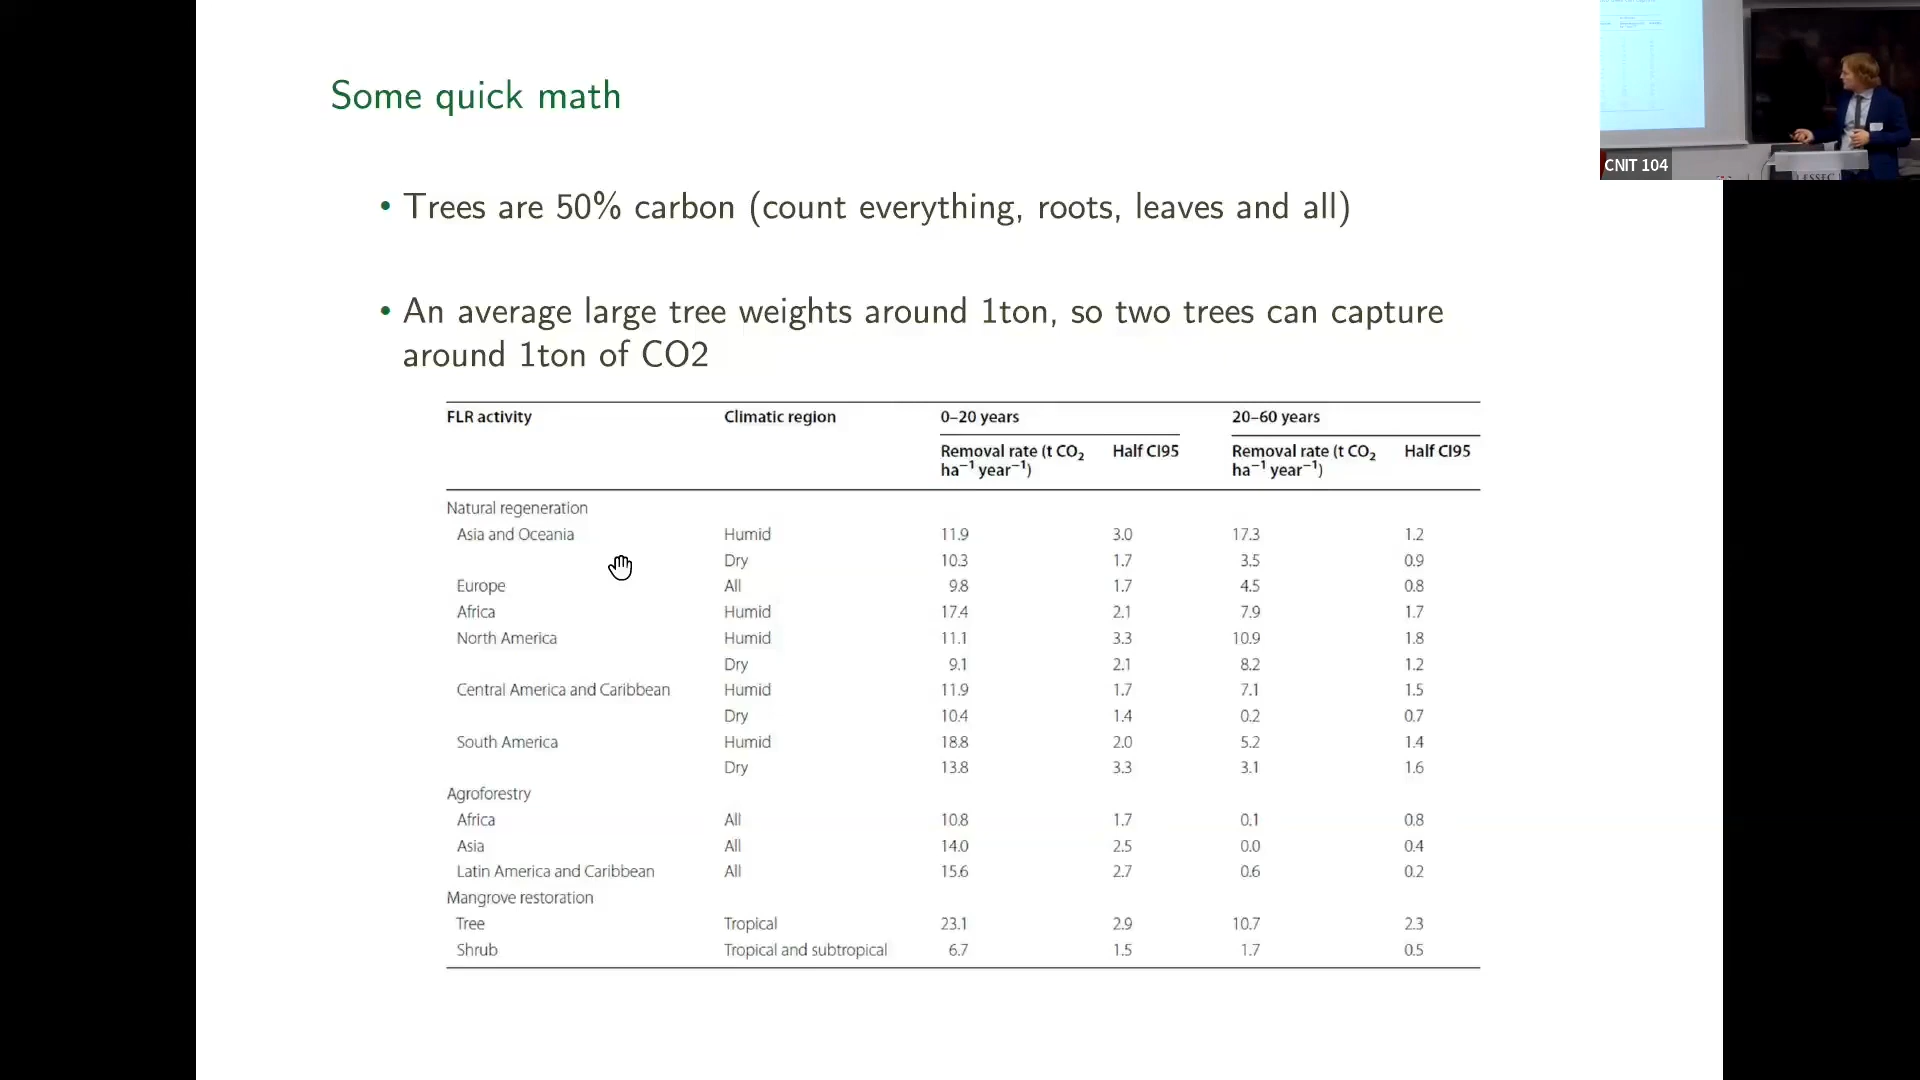 Some quick math
• Trees are 50% carbon (count everything, roots, leaves and all)
• An average large tree weights around 1ton, so two trees can capture
around 1ton of CO2
FLR activity Climatic region 0–20 years 20–60 years
Removal rate (t CO₂ Half CI95 Removal rate (t CO₂ Half CI95
ha⁻¹ year⁻¹) ha⁻¹ year⁻¹)
Natural regeneration
Asia and Oceania Humid 11.9 3.0 17.3 1.2
Dry 10.3 1.7 3.5 0.9
Europe All 9.8 1.7 4.5 0.8
Africa Humid 17.4 2.1 7.9 1.7
North America Humid 11.1 3.3 10.9 1.8
Dry 9.1 2.1 8.2 1.2
Central America and Caribbean Humid 11.9 1.7 7.1 1.5
Dry 10.4 1.4 0.2 0.7
South America Humid 18.8 2.0 5.2 1.4
Dry 13.8 3.3 3.1 1.6
Agroforestry
Africa All 10.8 1.7 0.1 0.8
Asia All 14.0 2.5 0.0 0.4
Latin America and Caribbean All 15.6 2.7 0.6 0.2
Mangrove restoration
Tree Tropical 23.1 2.9 10.7 2.3
Shrub Tropical and subtropical 6.7 1.5 1.7 0.5
CNIT 104
ESSEC